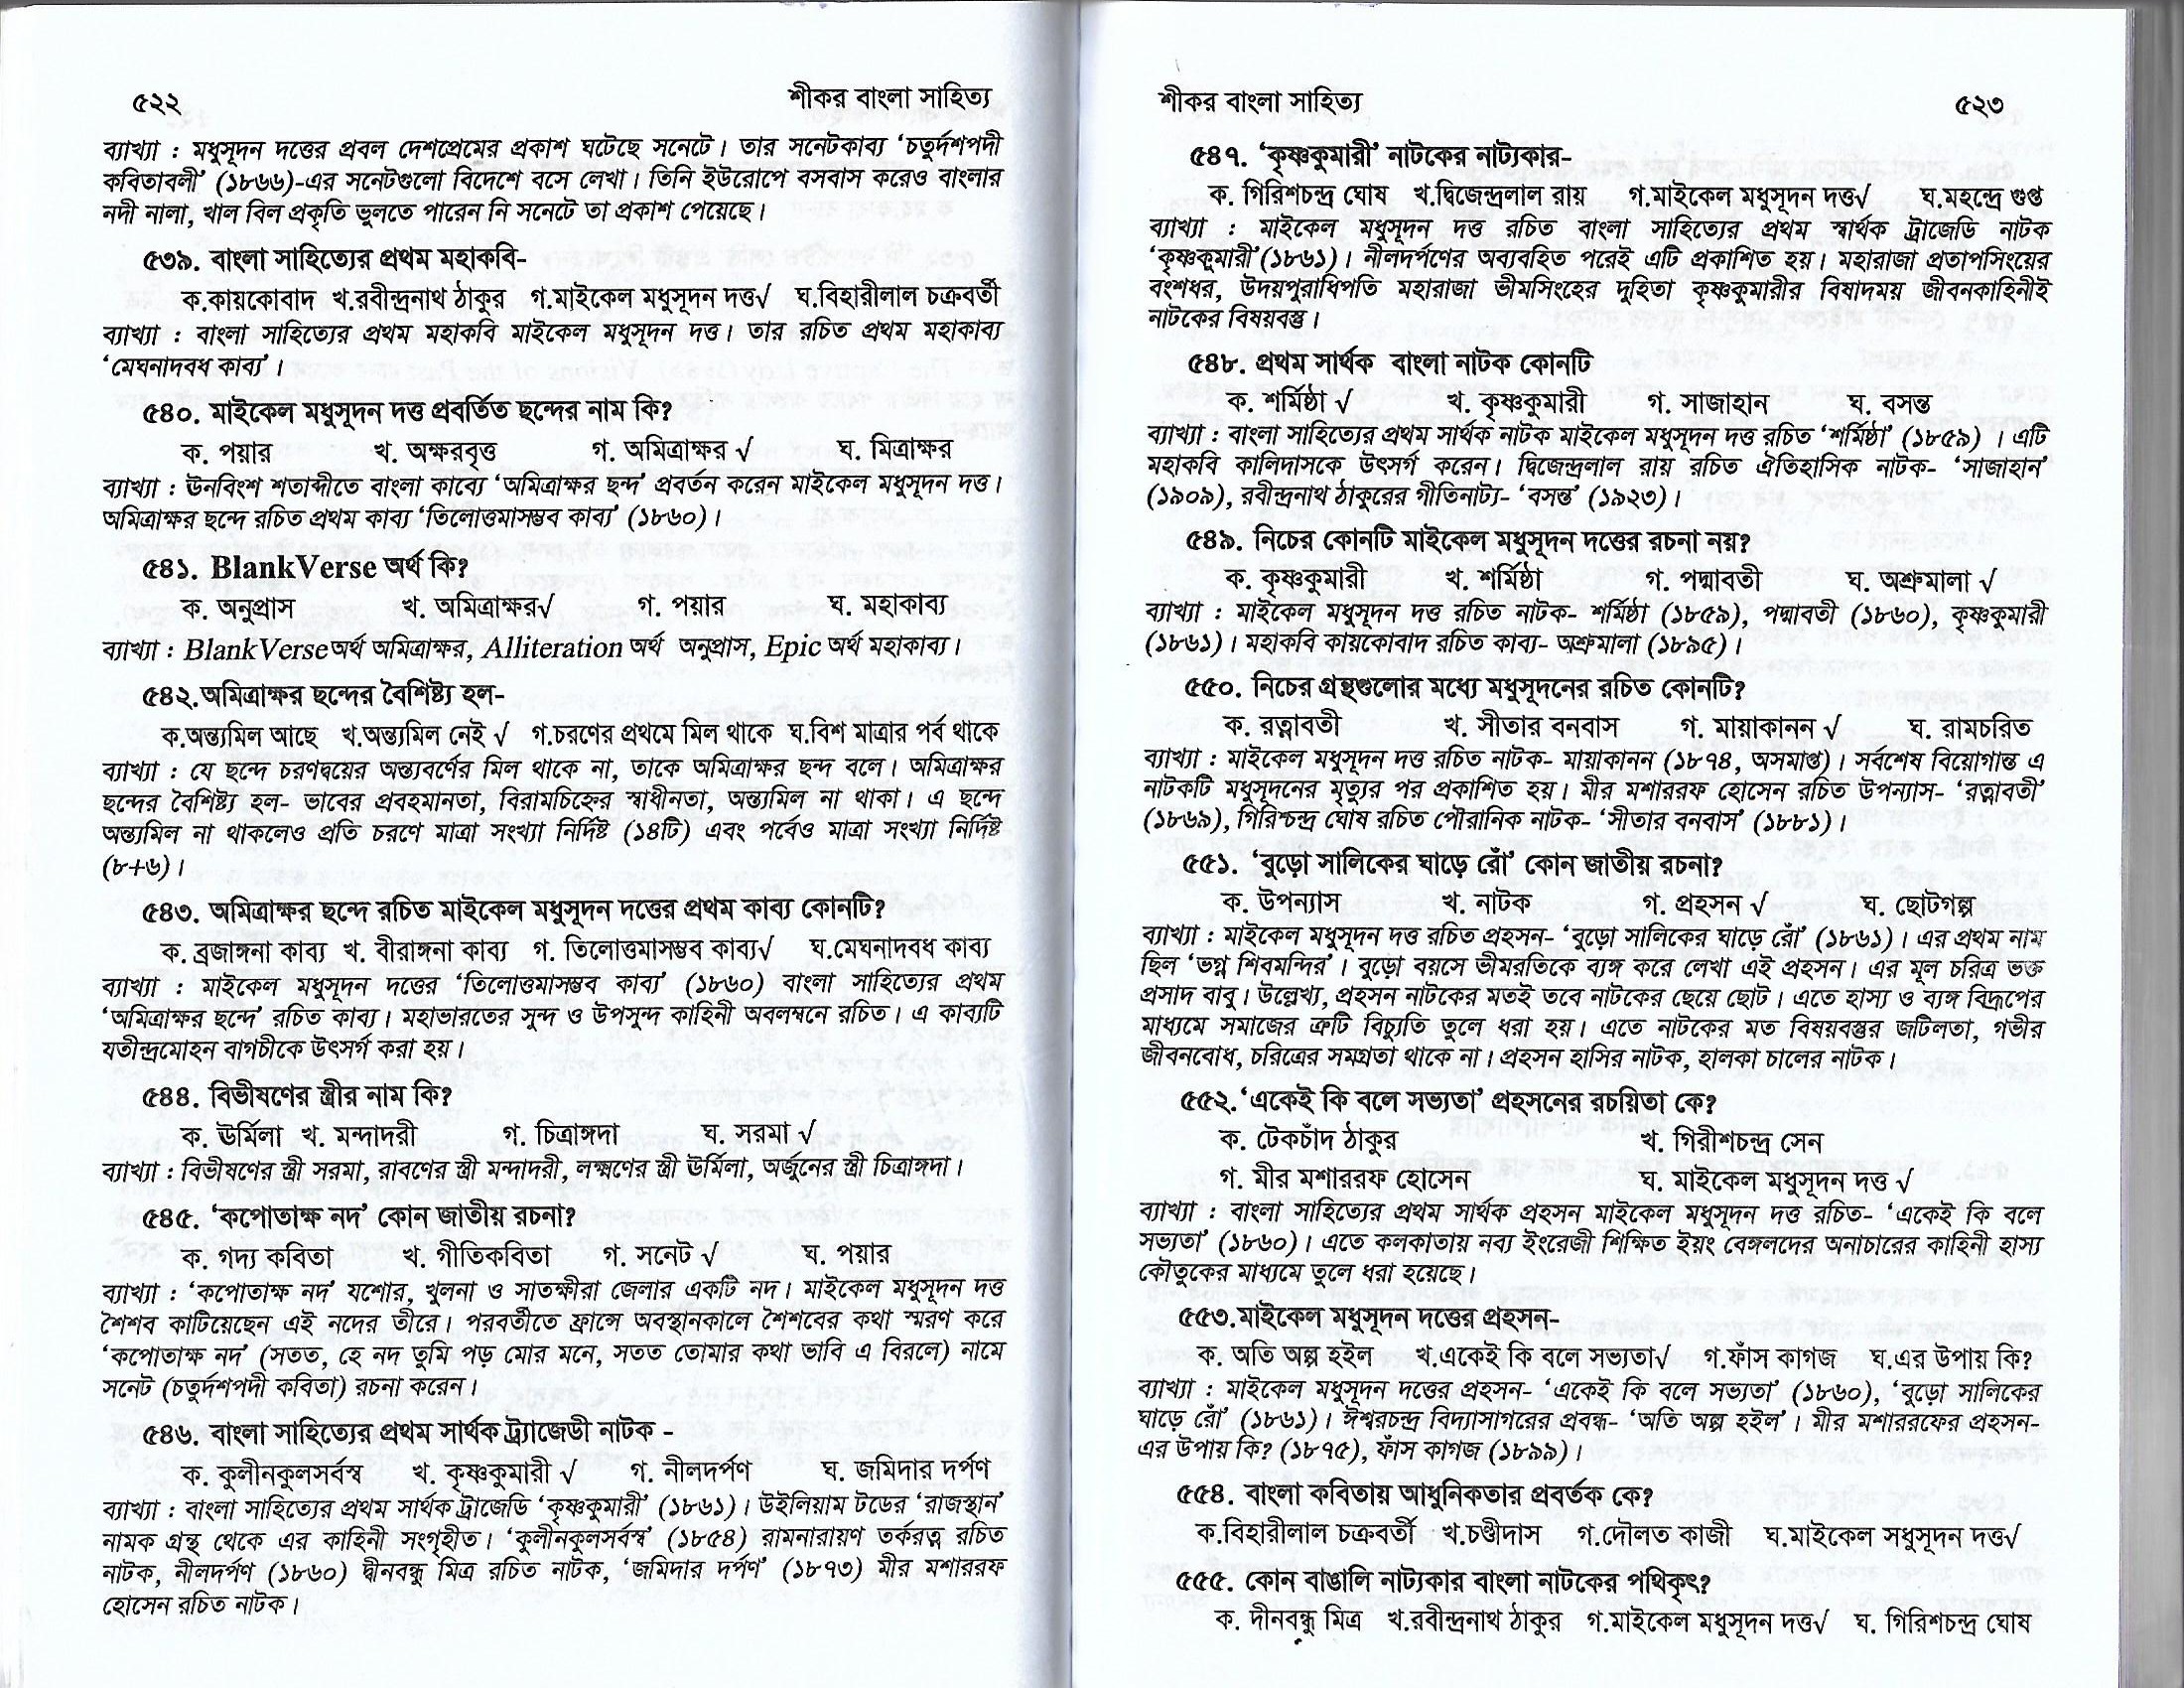 ৫২২
শীকর বাংলা সাহিত্য
ব্যাখ্যা : মধুসূদন দত্তের প্রবল দেশপ্রেমের প্রকাশ ঘটেছে সনেটে। তার সনেটকাব্য ‘চতুর্দশপদী
কবিতাবলী’ (১৮৬৬)-এর সনেটগুলো বিদেশে বসে লেখা। তিনি ইউরোপে বসবাস করেও বাংলার
নদী নালা, খাল বিল প্রকৃতি ভুলতে পারেন নি সনেটে তা প্রকাশ পেয়েছে।
৫৩৯. বাংলা সাহিত্যের প্রথম মহাকবি-
ক.কায়কোবাদ খ.রবীন্দ্রনাথ ঠাকুর গ.মাইকেল মধুসূদন দত্ত√ ঘ.বিহারীলাল চক্রবর্তী
ব্যাখ্যা : বাংলা সাহিত্যের প্রথম মহাকবি মাইকেল মধুসূদন দত্ত। তার রচিত প্রথম মহাকাব্য
‘মেঘনাদবধ কাব্য’।
৫৪০. মাইকেল মধুসূদন দত্ত প্রবর্তিত ছন্দের নাম কি?
ক. পয়ার খ. অক্ষরবৃত্ত গ. অমিত্রাক্ষর √ ঘ. মিত্রাক্ষর
ব্যাখ্যা : ঊনবিংশ শতাব্দীতে বাংলা কাব্যে ‘অমিত্রাক্ষর ছন্দ’ প্রবর্তন করেন মাইকেল মধুসূদন দত্ত।
অমিত্রাক্ষর ছন্দে রচিত প্রথম কাব্য ‘তিলোত্তমাসম্ভব কাব্য’ (১৮৬০)।
৫৪১. BlankVerse অর্থ কি?
ক. অনুপ্রাস খ. অমিত্রাক্ষর√ গ. পয়ার ঘ. মহাকাব্য
ব্যাখ্যা : BlankVerse অর্থ অমিত্রাক্ষর, Alliteration অর্থ অনুপ্রাস, Epic অর্থ মহাকাব্য।
৫৪২.অমিত্রাক্ষর ছন্দের বৈশিষ্ট্য হল-
ক.অন্ত্যমিল আছে খ.অন্ত্যমিল নেই √ গ.চরণের প্রথমে মিল থাকে ঘ.বিশ মাত্রার পর্ব থাকে
ব্যাখ্যা : যে ছন্দে চরণদ্বয়ের অন্ত্যবর্ণের মিল থাকে না, তাকে অমিত্রাক্ষর ছন্দ বলে। অমিত্রাক্ষর
ছন্দের বৈশিষ্ট্য হল- ভাবের প্রবহমানতা, বিরামচিহ্নের স্বাধীনতা, অন্ত্যমিল না থাকা। এ ছন্দে
অন্ত্যমিল না থাকলেও প্রতি চরণে মাত্রা সংখ্যা নির্দিষ্ট (১৪টি) এবং পর্বেও মাত্রা সংখ্যা নির্দিষ্ট
(৮+৬)।
৫৪৩. অমিত্রাক্ষর ছন্দে রচিত মাইকেল মধুসূদন দত্তের প্রথম কাব্য কোনটি?
ক. ব্রজাঙ্গনা কাব্য খ. বীরাঙ্গনা কাব্য গ. তিলোত্তমাসম্ভব কাব্য√ ঘ.মেঘনাদবধ কাব্য
ব্যাখ্যা : মাইকেল মধুসূদন দত্তের ‘তিলোত্তমাসম্ভব কাব্য’ (১৮৬০) বাংলা সাহিত্যের প্রথম
‘অমিত্রাক্ষর ছন্দে’ রচিত কাব্য। মহাভারতের সুন্দ ও উপসুন্দ কাহিনী অবলম্বনে রচিত। এ কাব্যটি
যতীন্দ্রমোহন বাগচীকে উৎসর্গ করা হয়।
৫৪৪. বিভীষণের স্ত্রীর নাম কি?
ক. ঊর্মিলা খ. মন্দাদরী গ. চিত্রাঙ্গদা ঘ. সরমা √
ব্যাখ্যা : বিভীষণের স্ত্রী সরমা, রাবণের স্ত্রী মন্দাদরী, লক্ষ্মণের স্ত্রী ঊর্মিলা, অর্জুনের স্ত্রী চিত্রাঙ্গদা।
৫৪৫. ‘কপোতাক্ষ নদ’ কোন জাতীয় রচনা?
ক. গদ্য কবিতা খ. গীতিকবিতা গ. সনেট √ ঘ. পয়ার
ব্যাখ্যা : ‘কপোতাক্ষ নদ’ যশোর, খুলনা ও সাতক্ষীরা জেলার একটি নদ। মাইকেল মধুসূদন দত্ত
শৈশব কাটিয়েছেন এই নদের তীরে। পরবর্তীতে ফ্রান্সে অবস্থানকালে শৈশবের কথা স্মরণ করে
‘কপোতাক্ষ নদ’ (সতত, হে নদ তুমি পড় মোর মনে, সতত তোমার কথা ভাবি এ বিরলে) নামে
সনেট (চতুর্দশপদী কবিতা) রচনা করেন।
৫৪৬. বাংলা সাহিত্যের প্রথম সার্থক ট্র্যাজেডী নাটক -
ক. কুলীনকুলসর্বস্ব খ. কৃষ্ণকুমারী √ গ. নীলদর্পণ ঘ. জমিদার দর্পণ
ব্যাখ্যা : বাংলা সাহিত্যের প্রথম সার্থক ট্রাজেডি ‘কৃষ্ণকুমারী’ (১৮৬১)। উইলিয়াম টডের ‘রাজস্থান’
নামক গ্রন্থ থেকে এর কাহিনী সংগৃহীত। ‘কুলীনকুলসর্বস্ব’ (১৮৫৪) রামনারায়ণ তর্করত্ন রচিত
নাটক, নীলদর্পণ (১৮৬০) দ্বীনবন্ধু মিত্র রচিত নাটক, ‘জমিদার দর্পণ’ (১৮৭৩) মীর মশাররফ
হোসেন রচিত নাটক।
শীকর বাংলা সাহিত্য
৫২৩
৫৪৭. ‘কৃষ্ণকুমারী’ নাটকের নাট্যকার-
ক. গিরিশচন্দ্র ঘোষ খ.দ্বিজেন্দ্রলাল রায় গ.মাইকেল মধুসূদন দত্ত√ ঘ.মহন্দ্রে গুপ্ত
ব্যাখ্যা : মাইকেল মধুসূদন দত্ত রচিত বাংলা সাহিত্যের প্রথম স্বার্থক ট্রাজেডি নাটক
‘কৃষ্ণকুমারী’(১৮৬১)। নীলদর্পণের অব্যবহিত পরেই এটি প্রকাশিত হয়। মহারাজা প্রতাপসিংয়ের
বংশধর, উদয়পুরাধিপতি মহারাজা ভীমসিংহের দুহিতা কৃষ্ণকুমারীর বিষাদময় জীবনকাহিনীই
নাটকের বিষয়বস্তু।
৫৪৮. প্রথম সার্থক বাংলা নাটক কোনটি
ক. শর্মিষ্ঠা √ খ. কৃষ্ণকুমারী গ. সাজাহান ঘ. বসন্ত
ব্যাখ্যা : বাংলা সাহিত্যের প্রথম সার্থক নাটক মাইকেল মধুসূদন দত্ত রচিত ‘শর্মিষ্ঠা’ (১৮৫৯) । এটি
মহাকবি কালিদাসকে উৎসর্গ করেন। দ্বিজেন্দ্রলাল রায় রচিত ঐতিহাসিক নাটক- ‘সাজাহান’
(১৯০৯), রবীন্দ্রনাথ ঠাকুরের গীতিনাট্য- ‘বসন্ত’ (১৯২৩)।
৫৪৯. নিচের কোনটি মাইকেল মধুসূদন দত্তের রচনা নয়?
ক. কৃষ্ণকুমারী খ. শর্মিষ্ঠা গ. পদ্মাবতী ঘ. অশ্রুমালা √
ব্যাখ্যা : মাইকেল মধুসূদন দত্ত রচিত নাটক- শর্মিষ্ঠা (১৮৫৯), পদ্মাবতী (১৮৬০), কৃষ্ণকুমারী
(১৮৬১)। মহাকবি কায়কোবাদ রচিত কাব্য- অশ্রুমালা (১৮৯৫)।
৫৫০. নিচের গ্রন্থগুলোর মধ্যে মধুসূদনের রচিত কোনটি?
ক. রত্নাবতী খ. সীতার বনবাস গ. মায়াকানন √ ঘ. রামচরিত
ব্যাখ্যা : মাইকেল মধুসূদন দত্ত রচিত নাটক- মায়াকানন (১৮৭৪, অসমাপ্ত)। সর্বশেষ বিয়োগান্ত এ
নাটকটি মধুসূদনের মৃত্যুর পর প্রকাশিত হয়। মীর মশাররফ হোসেন রচিত উপন্যাস- ‘রত্নাবতী’
(১৮৬৯), গিরিশ্চন্দ্র ঘোষ রচিত পৌরানিক নাটক- ‘সীতার বনবাস’ (১৮৮১)।
৫৫১. ‘বুড়ো সালিকের ঘাড়ে রোঁ’ কোন জাতীয় রচনা?
ক. উপন্যাস খ. নাটক গ. প্রহসন √ ঘ. ছোটগল্প
ব্যাখ্যা : মাইকেল মধুসূদন দত্ত রচিত প্রহসন- ‘বুড়ো সালিকের ঘাড়ে রোঁ’ (১৮৬১)। এর প্রথম নাম
ছিল ‘ভগ্ন শিবমন্দির’। বুড়ো বয়সে ভীমরতিকে ব্যঙ্গ করে লেখা এই প্রহসন। এর মূল চরিত্র ভক্ত
প্রসাদ বাবু। উল্লেখ্য, প্রহসন নাটকের মতই তবে নাটকের ছেয়ে ছোট। এতে হাস্য ও ব্যঙ্গ বিদ্রূপের
মাধ্যমে সমাজের ত্রুটি বিচ্যুতি তুলে ধরা হয়। এতে নাটকের মত বিষয়বস্তুর জটিলতা, গভীর
জীবনবোধ, চরিত্রের সমগ্রতা থাকে না। প্রহসন হাসির নাটক, হালকা চালের নাটক।
৫৫২.‘একেই কি বলে সভ্যতা’ প্রহসনের রচয়িতা কে?
ক. টেকচাঁদ ঠাকুর খ. গিরীশচন্দ্র সেন
গ. মীর মশাররফ হোসেন ঘ. মাইকেল মধুসূদন দত্ত √
ব্যাখ্যা : বাংলা সাহিত্যের প্রথম সার্থক প্রহসন মাইকেল মধুসূদন দত্ত রচিত- ‘একেই কি বলে
সভ্যতা’ (১৮৬০)। এতে কলকাতায় নব্য ইংরেজী শিক্ষিত ইয়ং বেঙ্গলদের অনাচারের কাহিনী হাস্য
কৌতুকের মাধ্যমে তুলে ধরা হয়েছে।
৫৫৩.মাইকেল মধুসূদন দত্তের প্রহসন-
ক. অতি অল্প হইল খ.একেই কি বলে সভ্যতা√ গ.ফাঁস কাগজ ঘ.এর উপায় কি?
ব্যাখ্যা : মাইকেল মধুসূদন দত্তের প্রহসন- ‘একেই কি বলে সভ্যতা’ (১৮৬০), ‘বুড়ো সালিকের
ঘাড়ে রোঁ’ (১৮৬১)। ঈশ্বরচন্দ্র বিদ্যাসাগরের প্রবন্ধ- ‘অতি অল্প হইল’। মীর মশাররফের প্রহসন-
এর উপায় কি? (১৮৭৫), ফাঁস কাগজ (১৮৯৯)।
৫৫৪. বাংলা কবিতায় আধুনিকতার প্রবর্তক কে?
ক.বিহারীলাল চক্রবর্তী খ.চণ্ডীদাস গ.দৌলত কাজী ঘ.মাইকেল সধুসূদন দত্ত√
৫৫৫. কোন বাঙালি নাট্যকার বাংলা নাটকের পথিকৃৎ?
ক. দীনবন্ধু মিত্র খ.রবীন্দ্রনাথ ঠাকুর গ.মাইকেল মধুসূদন দত্ত√ ঘ. গিরিশচন্দ্র ঘোষ